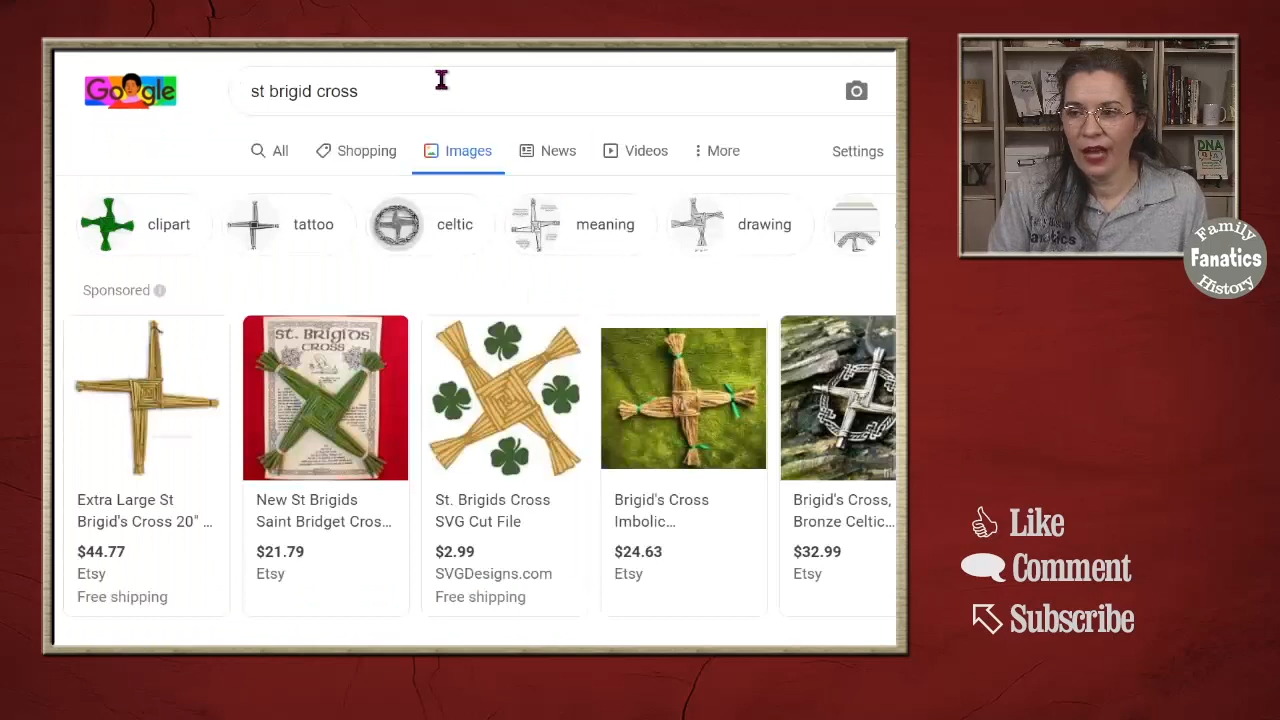 Google
st brigid cross
All
Shopping
Images
News
Videos
More
Settings
clipart
tattoo
celtic
meaning
drawing
Sponsored
St. BRIGIDS
CROSS
Extra Large St
Brigid's Cross 20" ...
$44.77
Etsy
Free shipping
New St Brigids
Saint Bridget Cros...
$21.79
Etsy
St. Brigids Cross
SVG Cut File
$2.99
SVGDesigns.com
Free shipping
Brigid's Cross
Imbolic...
$24.63
Etsy
Brigid's Cross,
Bronze Celtic...
$32.99
Etsy
DNA
Family
Fanatics
History
Like
Comment
Subscribe